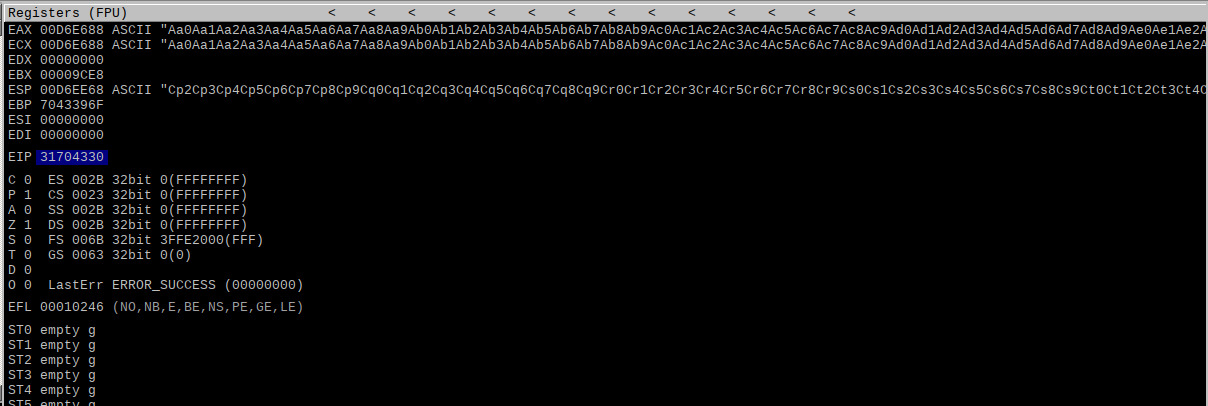 Registers (FPU) < < < < < < < < < < < < < <
EAX 00D6E688 ASCII "Aa0Aa1Aa2Aa3Aa4Aa5Aa6Aa7Aa8Aa9Ab0Ab1Ab2Ab3Ab4Ab5Ab6Ab7Ab8Ab9Ac0Ac1Ac2Ac3Ac4Ac5Ac6Ac7Ac8Ac9Ad0Ad1Ad2Ad3Ad4Ad5Ad6Ad7Ad8Ad9Ae0Ae1Ae2A
ECX 00D6E688 ASCII "Aa0Aa1Aa2Aa3Aa4Aa5Aa6Aa7Aa8Aa9Ab0Ab1Ab2Ab3Ab4Ab5Ab6Ab7Ab8Ab9Ac0Ac1Ac2Ac3Ac4Ac5Ac6Ac7Ac8Ac9Ad0Ad1Ad2Ad3Ad4Ad5Ad6Ad7Ad8Ad9Ae0Ae1Ae2A
EDX 00000000
EBX 00009CE8
ESP 00D6EE68 ASCII "Cp2Cp3Cp4Cp5Cp6Cp7Cp8Cp9Cq0Cq1Cq2Cq3Cq4Cq5Cq6Cq7Cq8Cq9Cr0Cr1Cr2Cr3Cr4Cr5Cr6Cr7Cr8Cr9Cs0Cs1Cs2Cs3Cs4Cs5Cs6Cs7Cs8Cs9Ct0Ct1Ct2Ct3Ct4C
EBP 7043396F
ESI 00000000
EDI 00000000
EIP 31704330
C 0 ES 002B 32bit 0(FFFFFFFF)
P 1 CS 0023 32bit 0(FFFFFFFF)
A 0 SS 002B 32bit 0(FFFFFFFF)
Z 1 DS 002B 32bit 0(FFFFFFFF)
S 0 FS 006B 32bit 3FFE2000(FFF)
T 0 GS 0063 32bit 0(0)
D 0
O 0 LastErr ERROR_SUCCESS (00000000)
EFL 00010246 (NO,NB,E,BE,NS,PE,GE,LE)
ST0 empty g
ST1 empty g
ST2 empty g
ST3 empty g
ST4 empty g
ST5 empty g